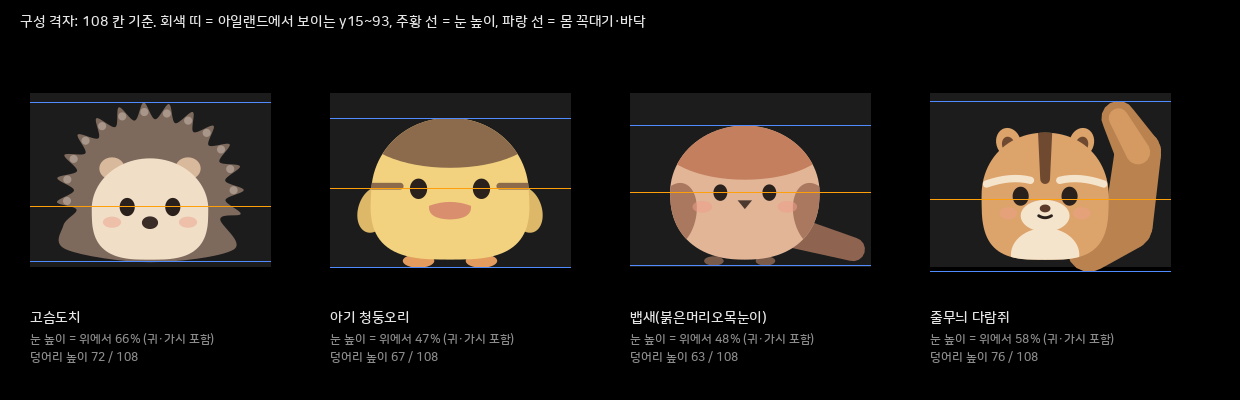 구성 격자: 108 칸 기준. 회색 띠 = 아일랜드에서 보이는 y15~93, 주황 선 = 눈 높이, 파랑 선 = 몸 꼭대기·바닥
고슴도치
눈 높이 = 위에서 66% (귀·가시 포함)
덩어리 높이 72 / 108
아기 청둥오리
눈 높이 = 위에서 47% (귀·가시 포함)
덩어리 높이 67 / 108
뱁새(붉은머리오목눈이)
눈 높이 = 위에서 48% (귀·가시 포함)
덩어리 높이 63 / 108
줄무늬 다람쥐
눈 높이 = 위에서 58% (귀·가시 포함)
덩어리 높이 76 / 108